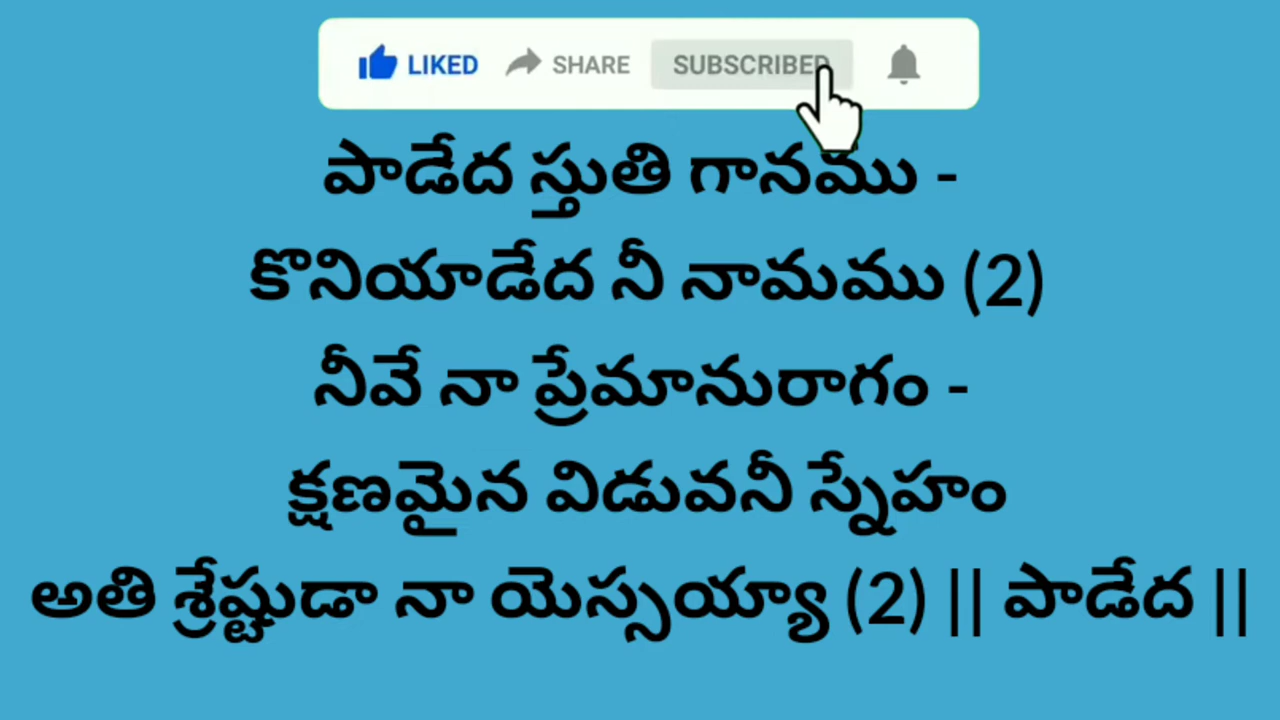 LIKED SHARE SUBSCRIBED
పాడేద స్తుతి గానము -
కొనియాడేద నీ నామము (2)
నీవే నా ప్రేమానురాగం -
క్షణమైన విడువనీ స్నేహం
అతి శ్రేష్టుడా నా యెస్సయ్యా (2) || పాడేద ||